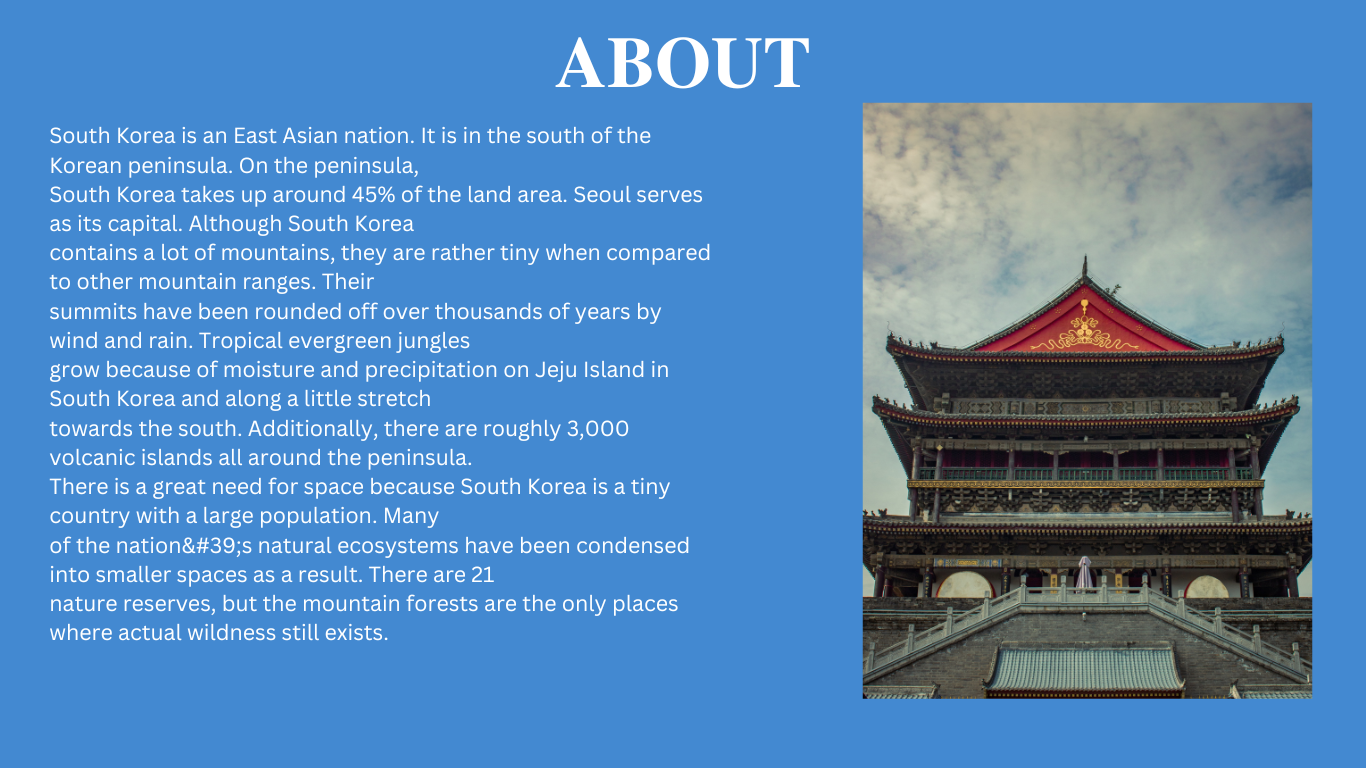 ABOUT
South Korea is an East Asian nation. It is in the south of the
Korean peninsula. On the peninsula,
South Korea takes up around 45% of the land area. Seoul serves
as its capital. Although South Korea
contains a lot of mountains, they are rather tiny when compared
to other mountain ranges. Their
summits have been rounded off over thousands of years by
wind and rain. Tropical evergreen jungles
grow because of moisture and precipitation on Jeju Island in
South Korea and along a little stretch
towards the south. Additionally, there are roughly 3,000
volcanic islands all around the peninsula.
There is a great need for space because South Korea is a tiny
country with a large population. Many
of the nation&#39;s natural ecosystems have been condensed
into smaller spaces as a result. There are 21
nature reserves, but the mountain forests are the only places
where actual wildness still exists.